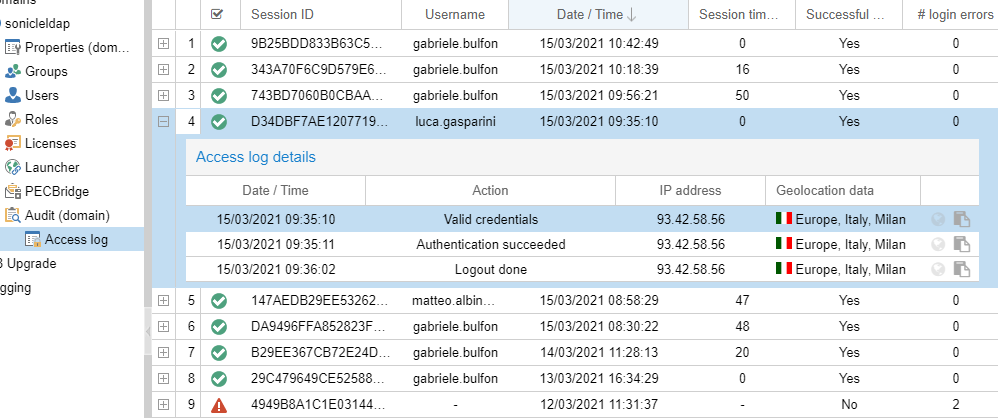 omains
sonicleldap
Properties (dom...
Groups
Users
Roles
Licenses
Launcher
PECBridge
Audit (domain)
Access log
Upgrade
gging
Session ID Username Date / Time Session tim... Successful ... # login errors
1 9B25BDD833B63C5... gabriele.bulfon 15/03/2021 10:42:49 0 Yes 0
2 343A70F6C9D579E6... gabriele.bulfon 15/03/2021 10:18:39 16 Yes 0
3 743BD7060B0CBAA... gabriele.bulfon 15/03/2021 09:56:21 50 Yes 0
4 D34DBF7AE1207719... luca.gasparini 15/03/2021 09:35:10 0 Yes 0
Access log details
Date / Time Action IP address Geolocation data
15/03/2021 09:35:10 Valid credentials 93.42.58.56 Europe, Italy, Milan
15/03/2021 09:35:11 Authentication succeeded 93.42.58.56 Europe, Italy, Milan
15/03/2021 09:36:02 Logout done 93.42.58.56 Europe, Italy, Milan
5 147AEDB29EE53262... matteo.albin... 15/03/2021 08:58:29 47 Yes 0
6 DA9496FFA852823F... gabriele.bulfon 15/03/2021 08:30:22 48 Yes 0
7 B29EE367CB72E24D... gabriele.bulfon 14/03/2021 11:28:13 20 Yes 0
8 29C479649CE52588... gabriele.bulfon 13/03/2021 16:34:29 0 Yes 0
9 4949B8A1C1E03144... - 12/03/2021 11:31:37 - No 2